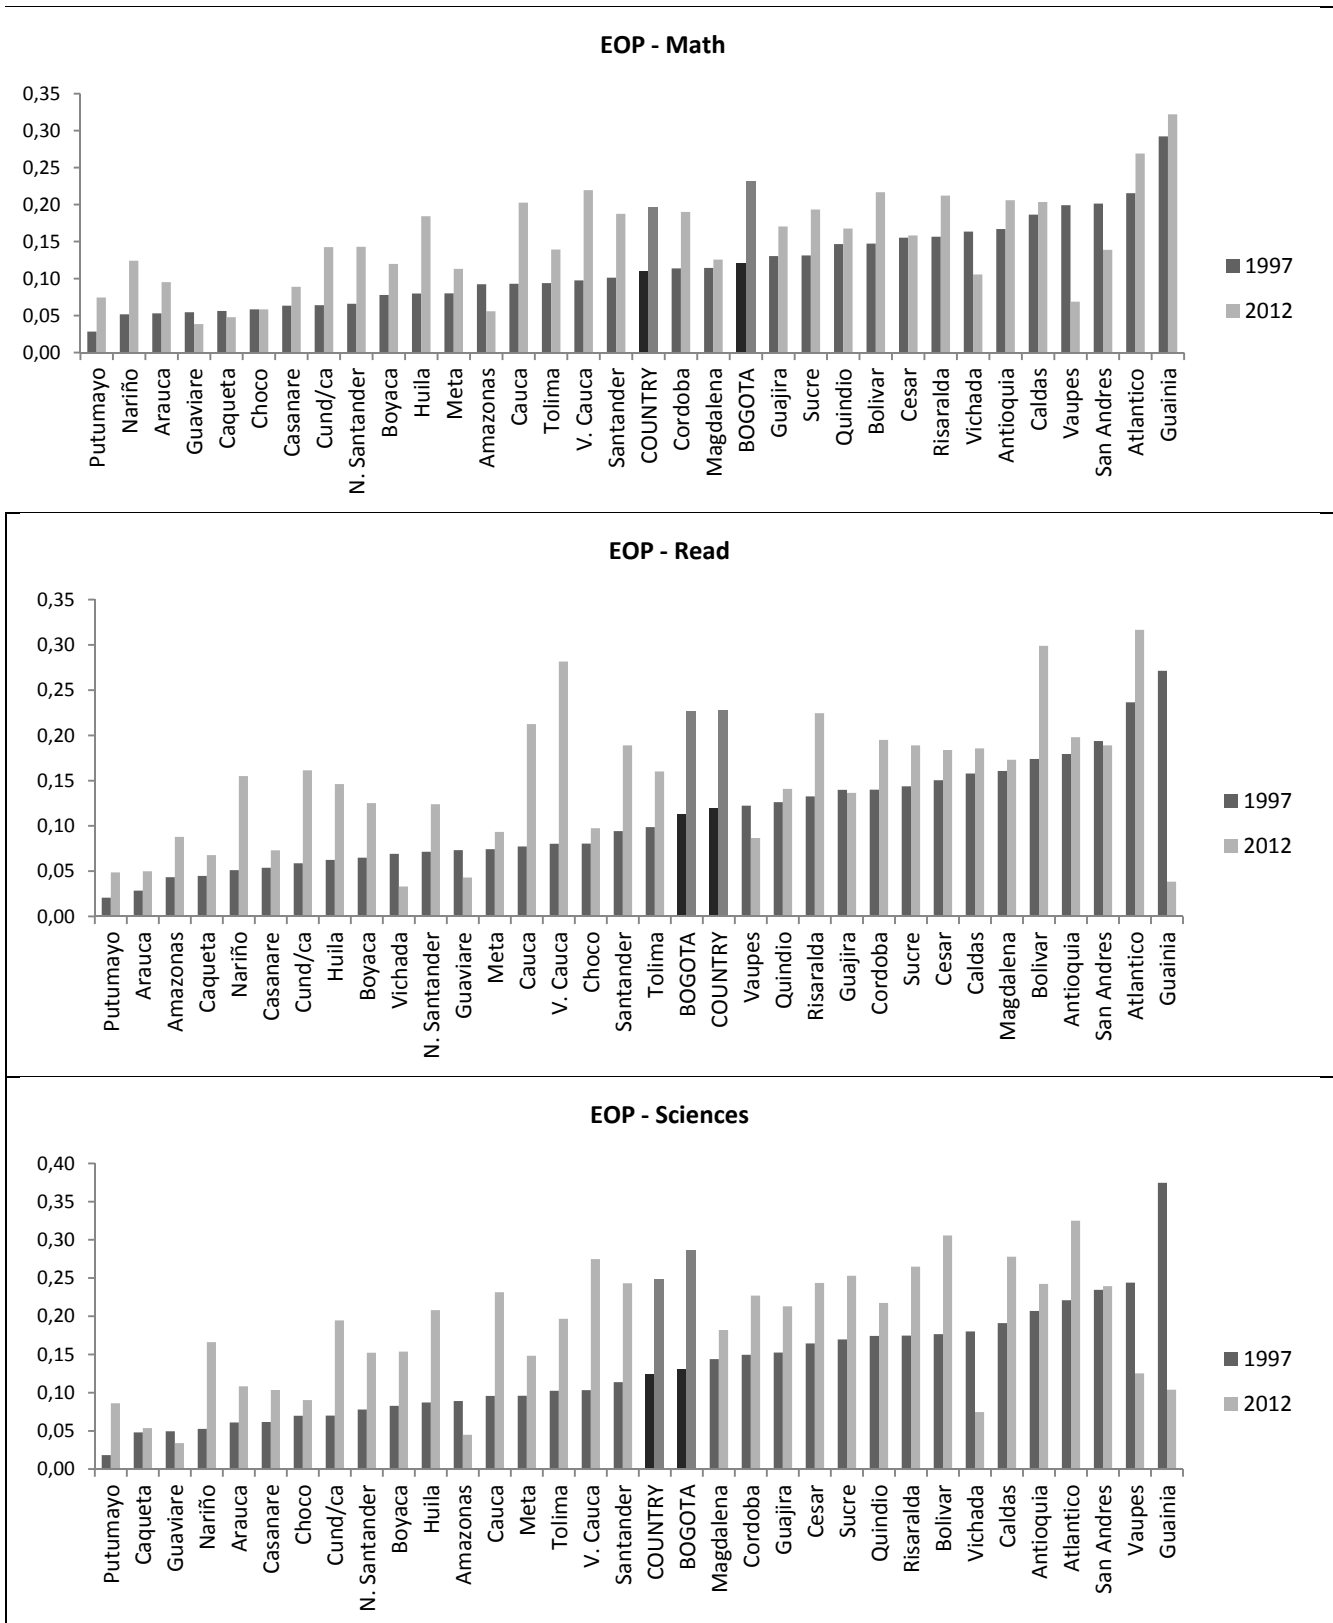 EOP - Math
0,35
0,30
0,25
0,20
0,15
0,10
0,05
0,00
Putumayo
Nariño
Arauca
Guaviare
Caqueta
Choco
Casanare
Cund/ca
N. Santander
Boyaca
Huila
Meta
Amazonas
Cauca
Tolima
V. Cauca
Santander
COUNTRY
Cordoba
Magdalena
BOGOTA
Guajira
Sucre
Quindio
Bolivar
Cesar
Risaralda
Vichada
Antioquia
Caldas
Vaupes
San Andres
Atlantico
Guainia
1997
2012
EOP - Read
0,35
0,30
0,25
0,20
0,15
0,10
0,05
0,00
Putumayo
Arauca
Amazonas
Caqueta
Nariño
Casanare
Cund/ca
Huila
Boyaca
Vichada
N. Santander
Guaviare
Meta
Cauca
V. Cauca
Choco
Santander
Tolima
BOGOTA
COUNTRY
Vaupes
Quindio
Risaralda
Guajira
Cordoba
Sucre
Cesar
Caldas
Magdalena
Bolivar
Antioquia
San Andres
Atlantico
Guainia
1997
2012
EOP - Sciences
0,40
0,35
0,30
0,25
0,20
0,15
0,10
0,05
0,00
Putumayo
Caqueta
Guaviare
Nariño
Arauca
Casanare
Choco
Cund/ca
N. Santander
Boyaca
Huila
Amazonas
Cauca
Meta
Tolima
V. Cauca
Santander
COUNTRY
BOGOTA
Magdalena
Cordoba
Guajira
Cesar
Sucre
Quindio
Risaralda
Bolivar
Vichada
Caldas
Antioquia
Atlantico
San Andres
Vaupes
Guainia
1997
2012